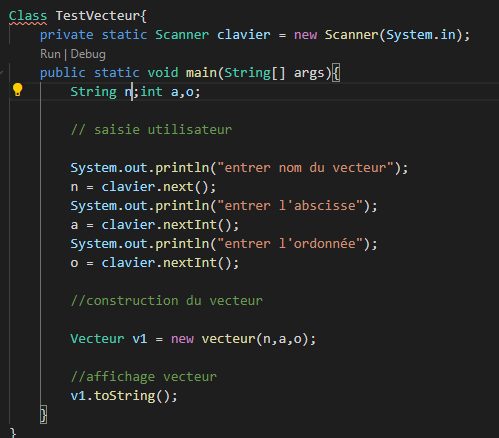 Class TestVecteur{
private static Scanner clavier = new Scanner(System.in);
Run | Debug
public static void main(String[] args){
String n;int a,o;
// saisie utilisateur
System.out.println("entrer nom du vecteur");
n = clavier.next();
System.out.println("entrer l'abscisse");
a = clavier.nextInt();
System.out.println("entrer l'ordonnée");
o = clavier.nextInt();
//construction du vecteur
Vecteur v1 = new vecteur(n,a,o);
//affichage vecteur
v1.toString();
}
}